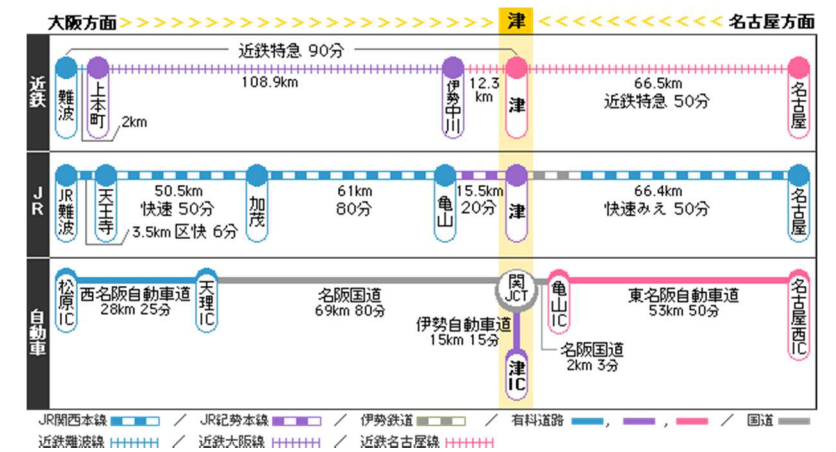 大阪方面>>>>>>>>>>>>>>>>>>>>>>>> 津 <<<<<<<<<<<<<<< 名古屋方面
近鉄
近鉄特急 90分
難波
上本町
2km
108.9km
伊勢中川
12.3
km
津
66.5km
近鉄特急 50分
名古屋
JR
JR難波
3.5km 区快 6分
天王寺
50.5km
快速 50分
加茂
61km
80分
亀山
15.5km
20分
津
66.4km
快速みえ 50分
名古屋
自動車
松原IC
西名阪自動車道
28km 25分
天理IC
名阪国道
69km 80分
関
JCT
伊勢自動車道
15km 15分
津IC
名阪国道
2km 3分
亀山IC
東名阪自動車道
53km 50分
名古屋西IC
JR関西本線 / JR紀勢本線 / 伊勢鉄道 / 有料道路 , , / 国道
近鉄難波線 / 近鉄大阪線 / 近鉄名古屋線